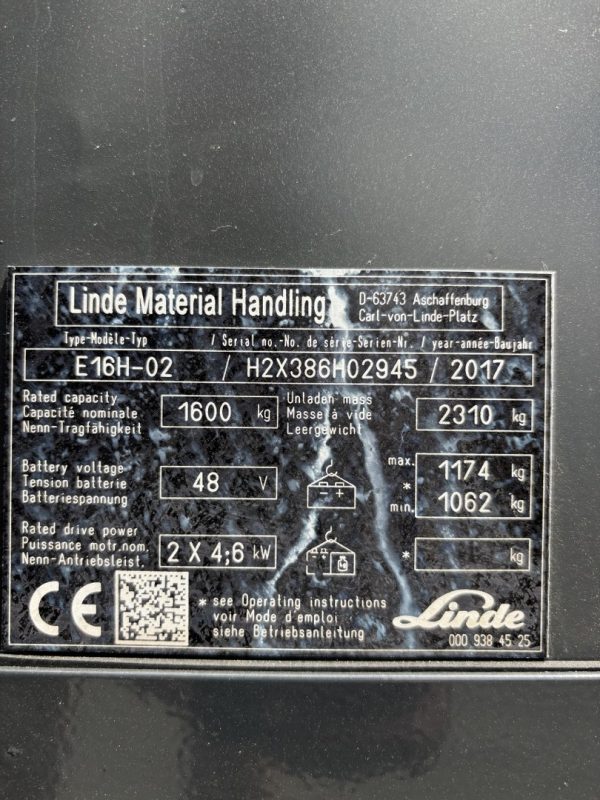 Linde Material Handling
D-63743 Aschaffenburg
Carl-von-Linde-Platz
Type-Modèle-Typ / Serial no.-No. de série-Serien-Nr. / year-année-Baujahr
E16H-02 / H2X386H02945 / 2017
Rated capacity
Capacité nominale
Nenn-Tragfähigkeit
1600 kg
Unladen mass
Masse à vide
Leergewicht
2310 kg
Battery voltage
Tension batterie
Batteriespannung
48 V
- +
max. 1174 kg
*
min. 1062 kg
Rated drive power
Puissance motr.nom.
Nenn-Antriebsleist.
2 X 4;6 kW
- +
* kg
CE
* see Operating instructions
voir Mode d'emploi
siehe Betriebsanleitung
Linde
000 938 45 25